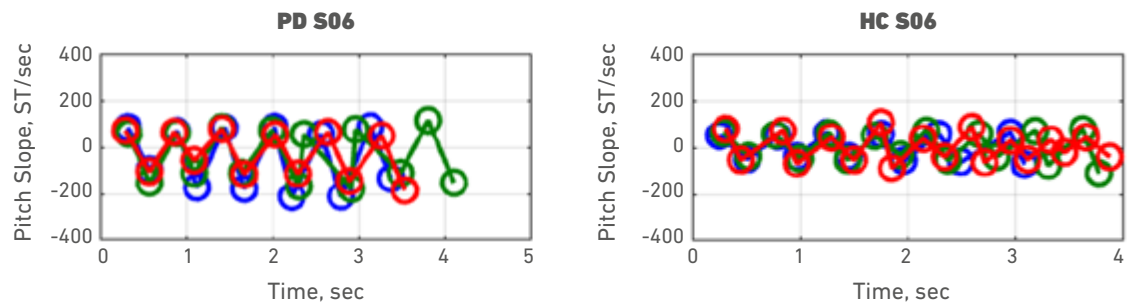 PD S06
400
200
0
-200
-400
Pitch Slope, ST/sec
0 1 2 3 4 5
Time, sec
HC S06
400
200
0
-200
-400
Pitch Slope, ST/sec
0 1 2 3 4
Time, sec